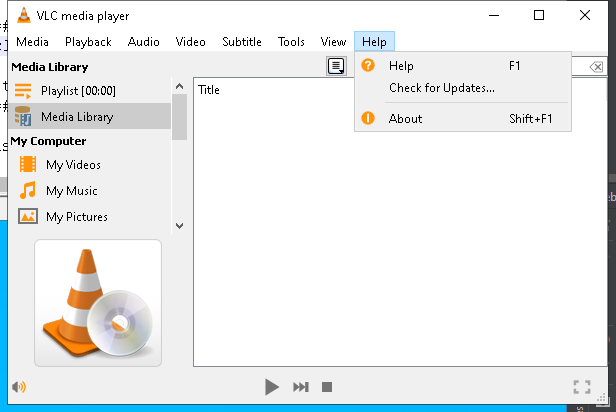 VLC media player
Media Playback Audio Video Subtitle Tools View Help
Media Library
Playlist [00:00]
Media Library
My Computer
My Videos
My Music
My Pictures
Title
Help F1
Check for Updates...
About Shift+F1